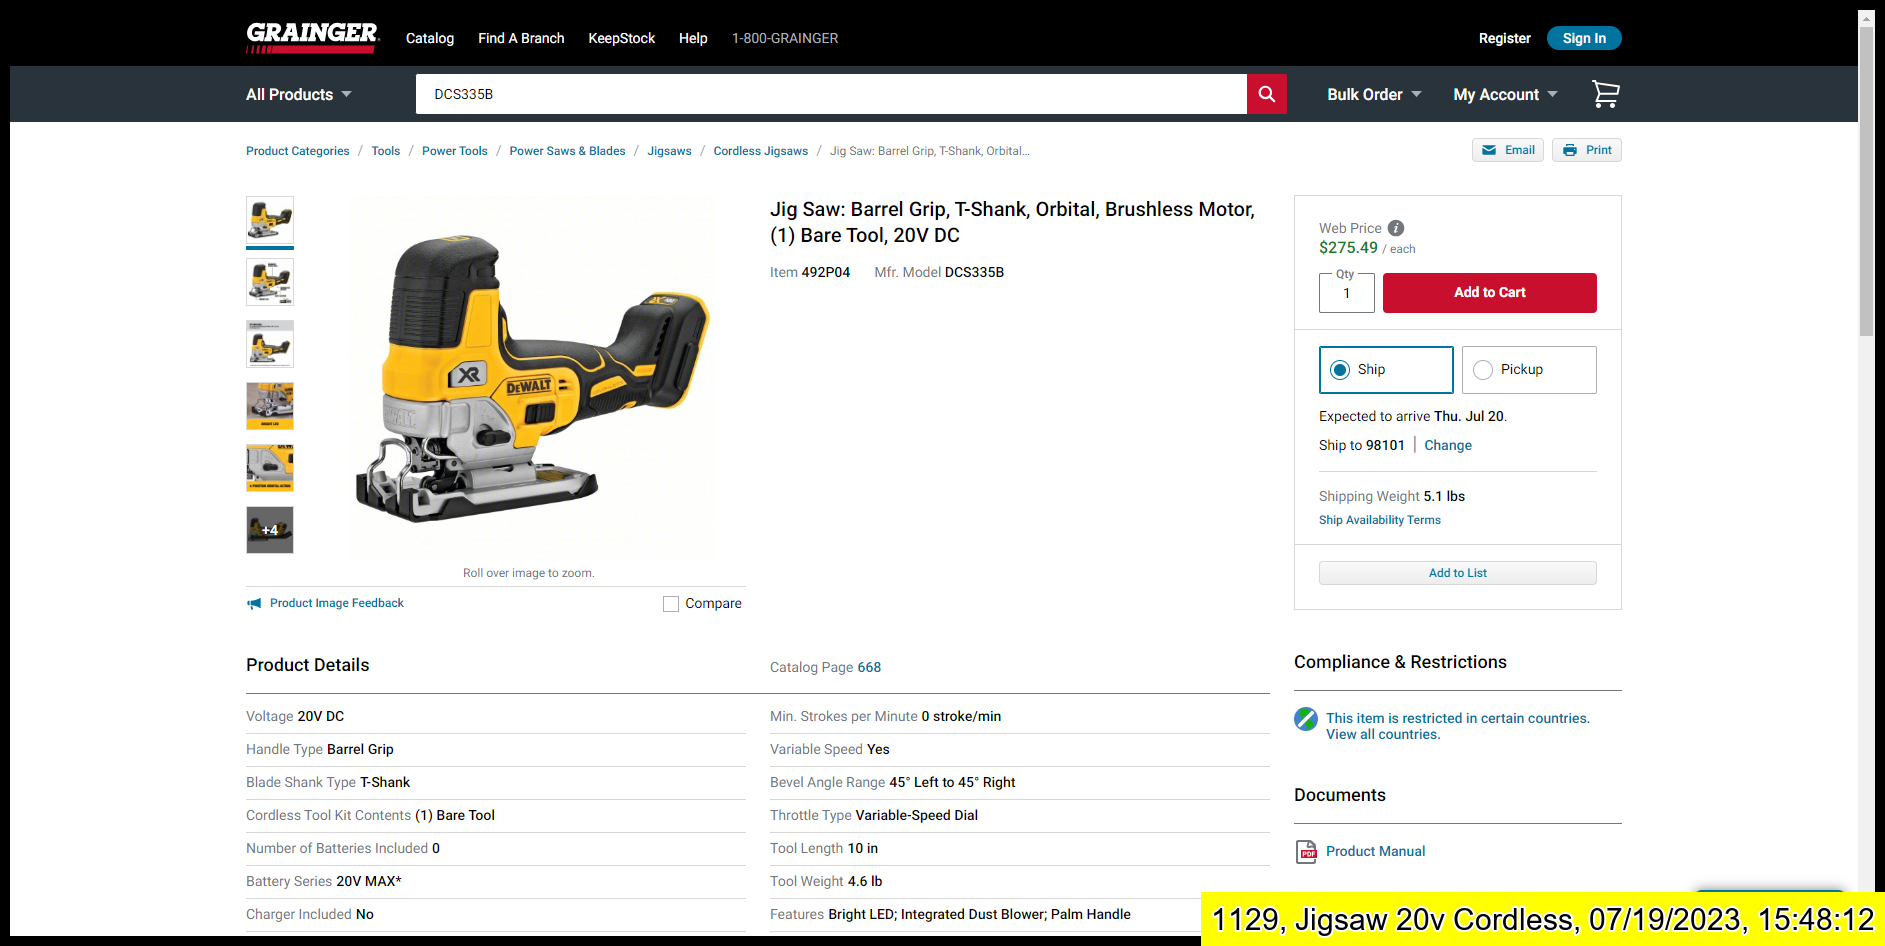 GRAINGER
Catalog Find A Branch KeepStock Help 1-800-GRAINGER Register Sign In
All Products DCS335B Bulk Order My Account
Product Categories / Tools / Power Tools / Power Saws & Blades / Jigsaws / Cordless Jigsaws / Jig Saw: Barrel Grip, T-Shank, Orbital...
Email Print
Jig Saw: Barrel Grip, T-Shank, Orbital, Brushless Motor,
(1) Bare Tool, 20V DC
Item 492P04 Mfr. Model DCS335B
XR
DEWALT
DEWALT
BRIGHT LED
+4
Roll over image to zoom.
Product Image Feedback
Compare
Web Price
$275.49 / each
Qty
1
Add to Cart
Ship
Pickup
Expected to arrive Thu. Jul 20.
Ship to 98101 | Change
Shipping Weight 5.1 lbs
Ship Availability Terms
Add to List
Product Details
Catalog Page 668
Voltage 20V DC
Handle Type Barrel Grip
Blade Shank Type T-Shank
Cordless Tool Kit Contents (1) Bare Tool
Number of Batteries Included 0
Battery Series 20V MAX*
Charger Included No
Min. Strokes per Minute 0 stroke/min
Variable Speed Yes
Bevel Angle Range 45° Left to 45° Right
Throttle Type Variable-Speed Dial
Tool Length 10 in
Tool Weight 4.6 lb
Features Bright LED; Integrated Dust Blower; Palm Handle
Compliance & Restrictions
This item is restricted in certain countries.
View all countries.
Documents
PDF
Product Manual
1129, Jigsaw 20v Cordless, 07/19/2023, 15:48:12